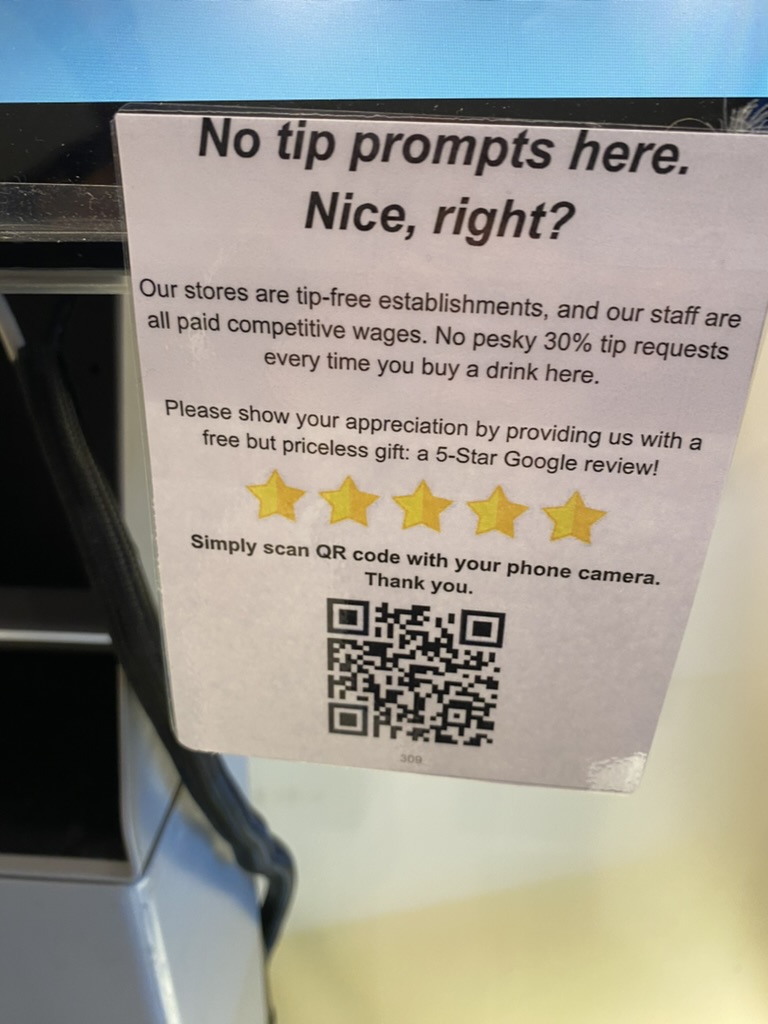 No tip prompts here.
Nice, right?
Our stores are tip-free establishments, and our staff are
all paid competitive wages. No pesky 30% tip requests
every time you buy a drink here.
Please show your appreciation by providing us with a
free but priceless gift: a 5-Star Google review!
Simply scan QR code with your phone camera.
Thank you.
309